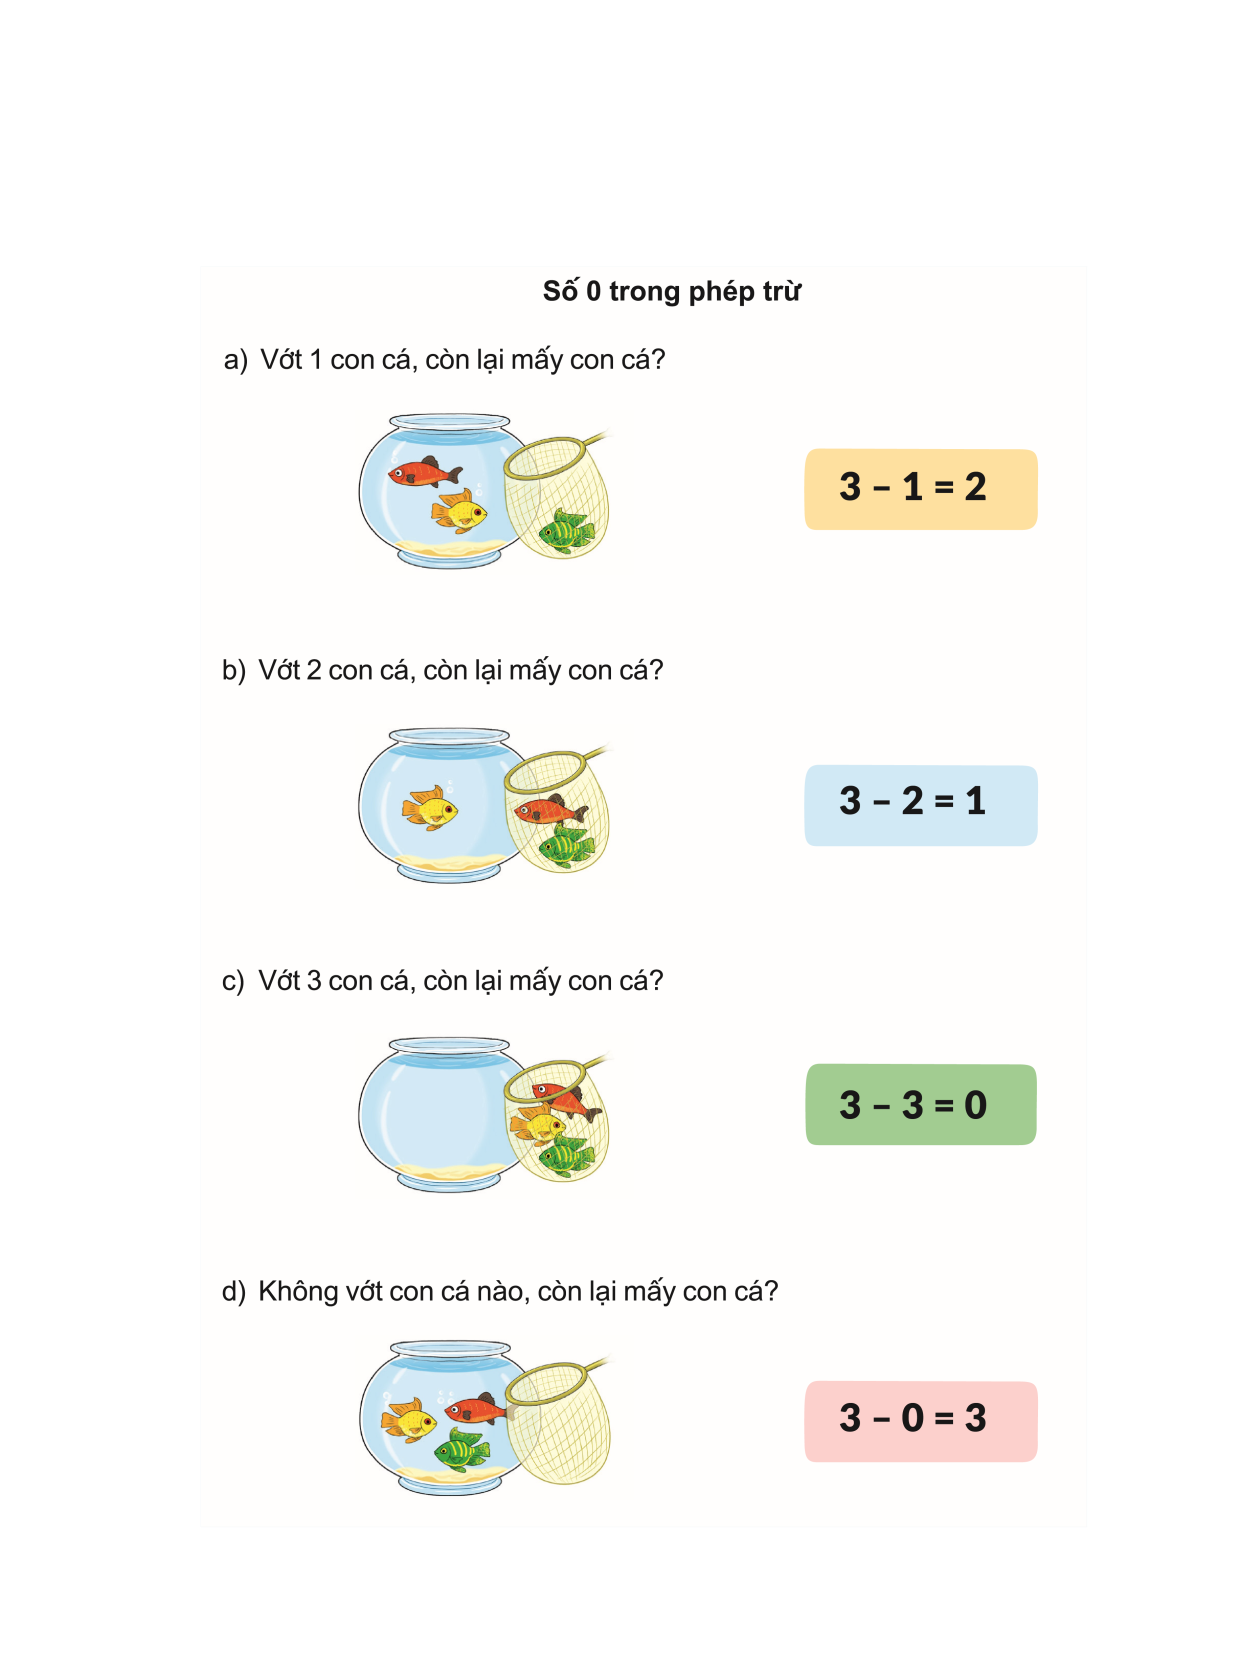 Số 0 trong phép trừ
a) Vớt 1 con cá, còn lại mấy con cá?
3 – 1 = 2
b) Vớt 2 con cá, còn lại mấy con cá?
3 – 2 = 1
c) Vớt 3 con cá, còn lại mấy con cá?
3 – 3 = 0
d) Không vớt con cá nào, còn lại mấy con cá?
3 – 0 = 3